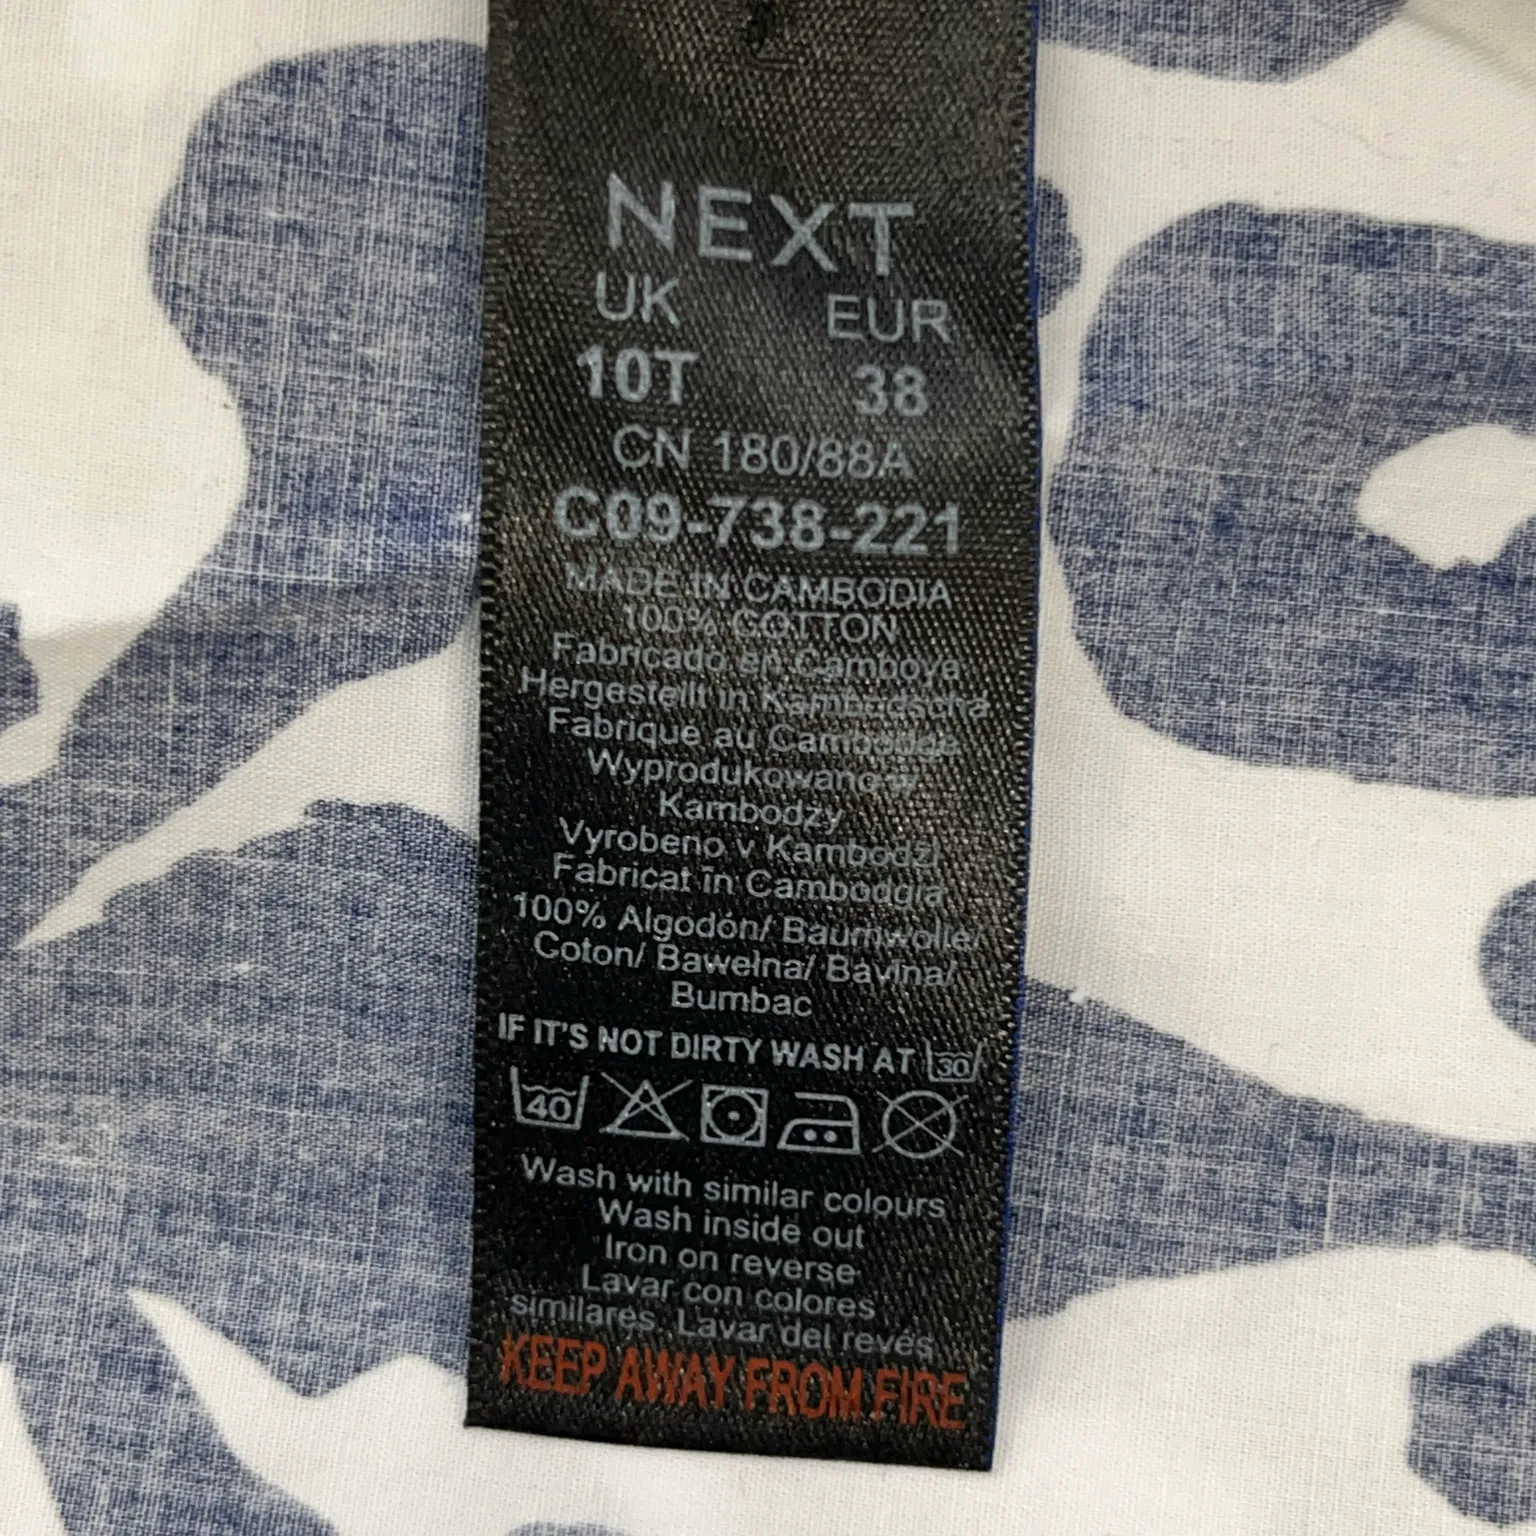 NEXT
UK EUR
10T 38
CN 180/88A
C09-738-221
MADE IN CAMBODIA
100% COTTON
Fabricado en Camboya
Hergestellt in Kambodscha
Fabriqué au Cambodge
Wyprodukowano w
Kambodży
Vyrobeno v Kambodži
Fabricat în Cambodgia
100% Algodón/ Baumwolle/
Coton/ Bawełna/ Bavlna/
Bumbac
IF IT'S NOT DIRTY WASH AT 30
40
Wash with similar colours
Wash inside out
Iron on reverse
Lavar con colores
similares. Lavar del revés
KEEP AWAY FROM FIRE